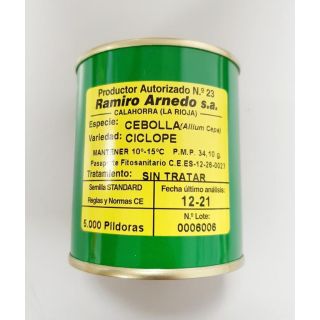 Productor Autorizado N.º 23
Ramiro Arnedo s.a.
CALAHORRA (LA RIOJA)
Especie: CEBOLLA (Allium Cepa)
Variedad: CICLOPE
MANTENER 10º-15ºC P.M.P. 34,10 g.
Pasaporte Fitosanitario C.E.ES-12-26-0027
Tratamiento: SIN TRATAR
Semilla STANDARD
Reglas y Normas CE
Fecha último análisis:
12-21
5.000 Píldoras
N.º Lote:
0006006